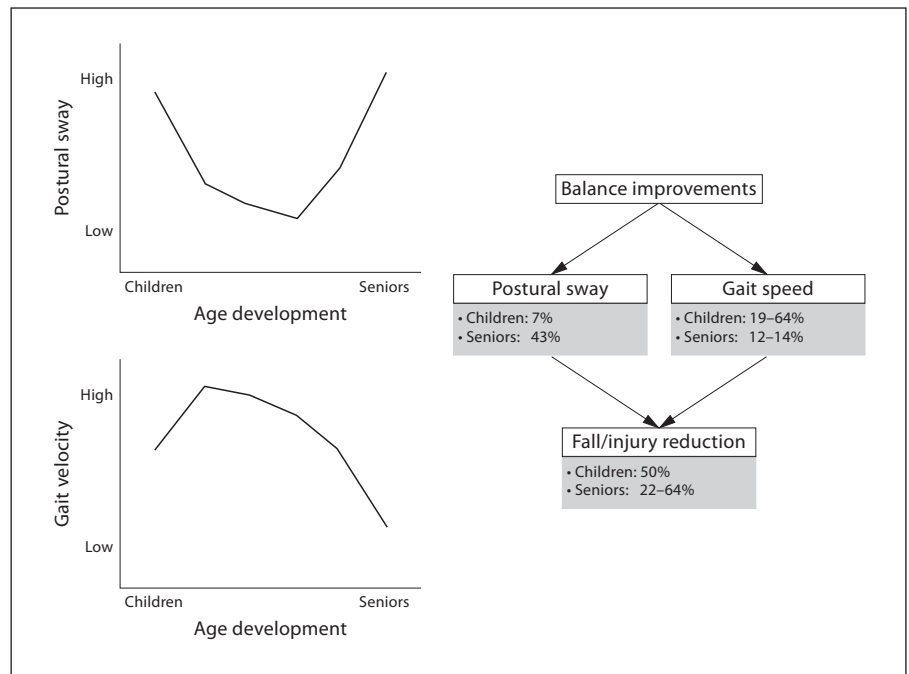 High
Postural sway
Low
Children
Seniors
Age development
High
Gait velocity
Low
Children
Seniors
Age development
Balance improvements
Postural sway
• Children: 7%
• Seniors: 43%
Gait speed
• Children: 19–64%
• Seniors: 12–14%
Fall/injury reduction
• Children: 50%
• Seniors: 22–64%